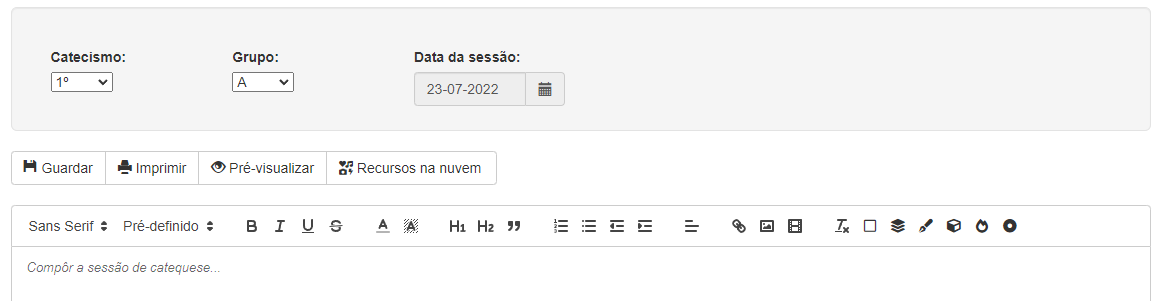 Catecismo: Grupo: Data da sessão:
1º A 23-07-2022
Guardar Imprimir Pré-visualizar Recursos na nuvem
Sans Serif Pré-definido B I U S A A H1 H2 ” Tx
Compôr a sessão de catequese...